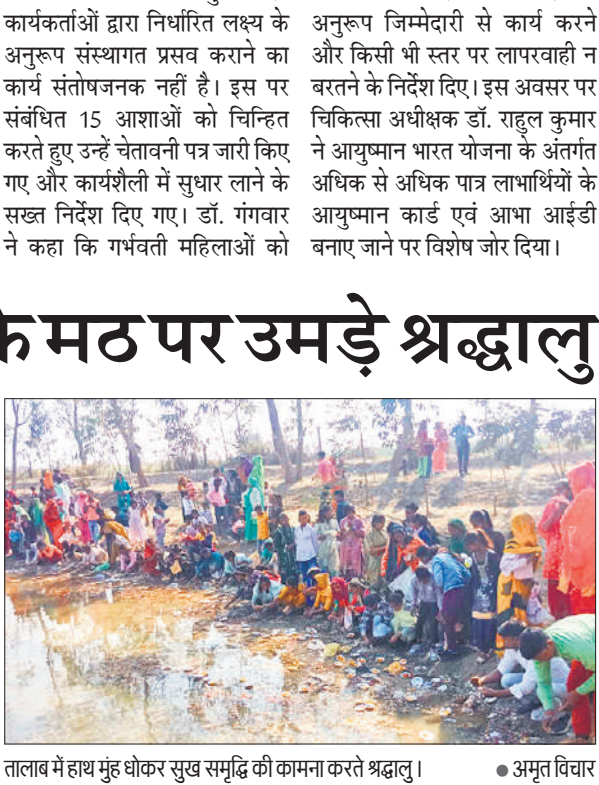 कार्यकर्ताओं द्वारा निर्धारित लक्ष्य के
अनुरूप संस्थागत प्रसव कराने का
कार्य संतोषजनक नहीं है। इस पर
संबंधित 15 आशाओं को चिन्हित
करते हुए उन्हें चेतावनी पत्र जारी किए
गए और कार्यशैली में सुधार लाने के
सख्त निर्देश दिए गए। डॉ. गंगवार
ने कहा कि गर्भवती महिलाओं को
अनुरूप जिम्मेदारी से कार्य करने
और किसी भी स्तर पर लापरवाही न
बरतने के निर्देश दिए। इस अवसर पर
चिकित्सा अधीक्षक डॉ. राहुल कुमार
ने आयुष्मान भारत योजना के अंतर्गत
अधिक से अधिक पात्र लाभार्थियों के
आयुष्मान कार्ड एवं आभा आईडी
बनाए जाने पर विशेष जोर दिया।
के मठ पर उमड़े श्रद्धालु
तालाब में हाथ मुंह धोकर सुख समृद्धि की कामना करते श्रद्धालु।
● अमृत विचार